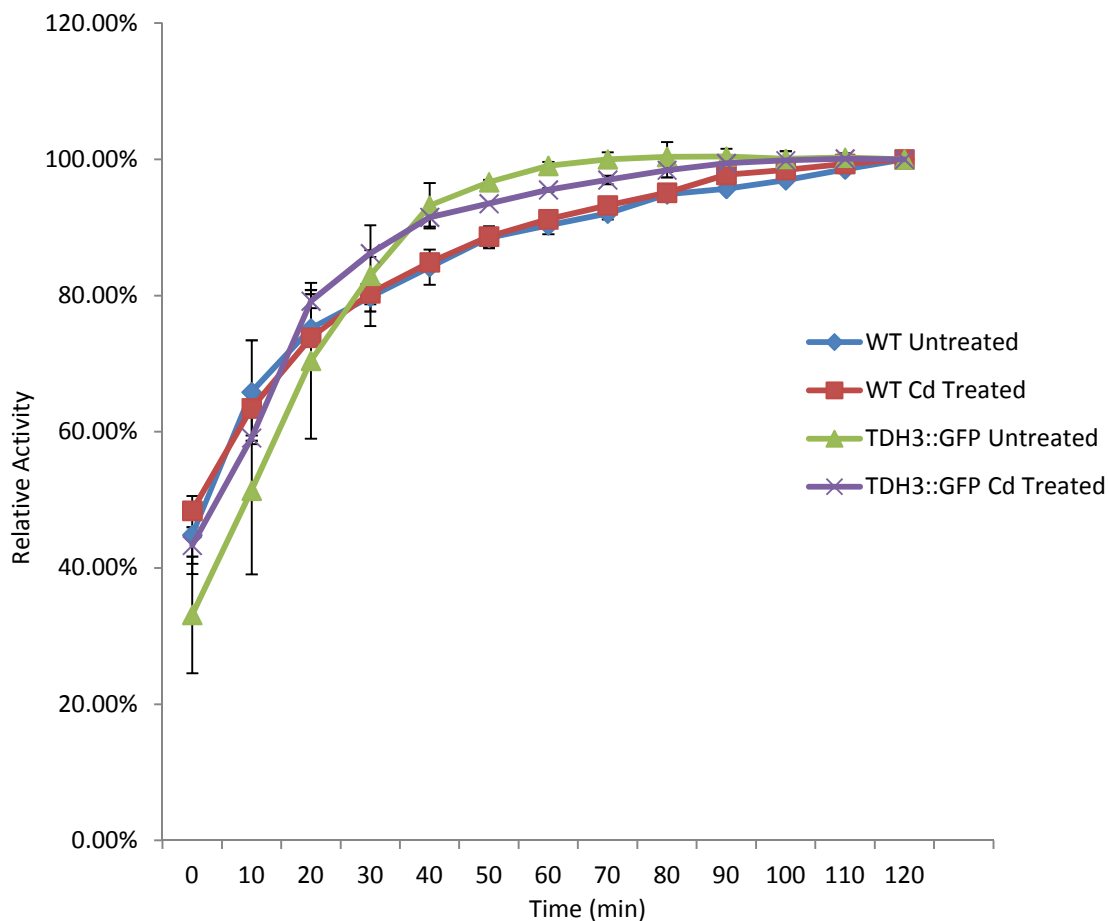 120.00%
100.00%
80.00%
60.00%
40.00%
20.00%
0.00%
Relative Activity
0 10 20 30 40 50 60 70 80 90 100 110 120
Time (min)
WT Untreated
WT Cd Treated
TDH3::GFP Untreated
TDH3::GFP Cd Treated